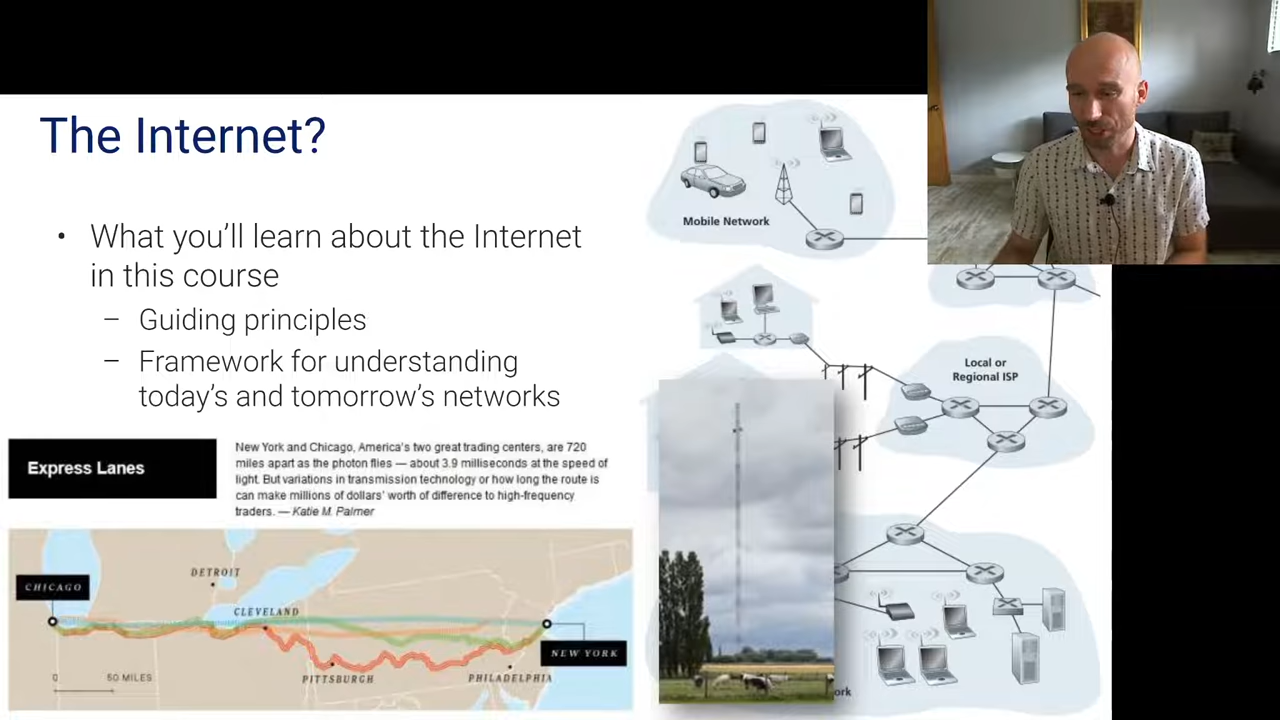 The Internet?
• What you'll learn about the Internet
in this course
– Guiding principles
– Framework for understanding
today's and tomorrow's networks
Express Lanes
New York and Chicago, America's two great trading centers, are 720
miles apart as the photon flies — about 3.9 milliseconds at the speed of
light. But variations in transmission technology or how long the route is
can make millions of dollars' worth of difference to high-frequency
traders. — Katie M. Palmer
CHICAGO
DETROIT
CLEVELAND
NEW YORK
PITTSBURGH
PHILADELPHIA
0 50 MILES
Mobile Network
Local or
Regional ISP